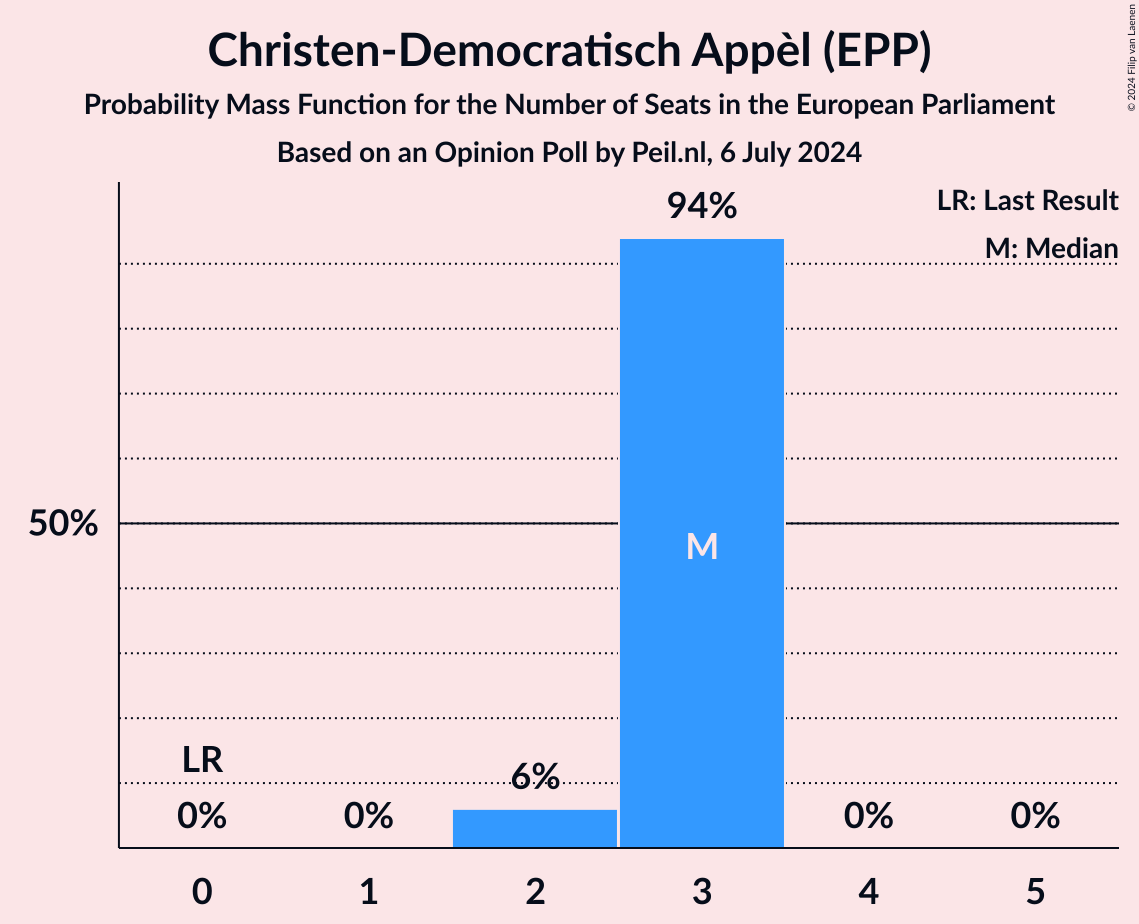 Christen-Democratisch Appèl (EPP)
Probability Mass Function for the Number of Seats in the European Parliament
Based on an Opinion Poll by Peil.nl, 6 July 2024
© 2024 Filip van Laenen
LR: Last Result
M: Median
94%
50%
M
LR
6%
0%
0%
0%
0%
0
1
2
3
4
5